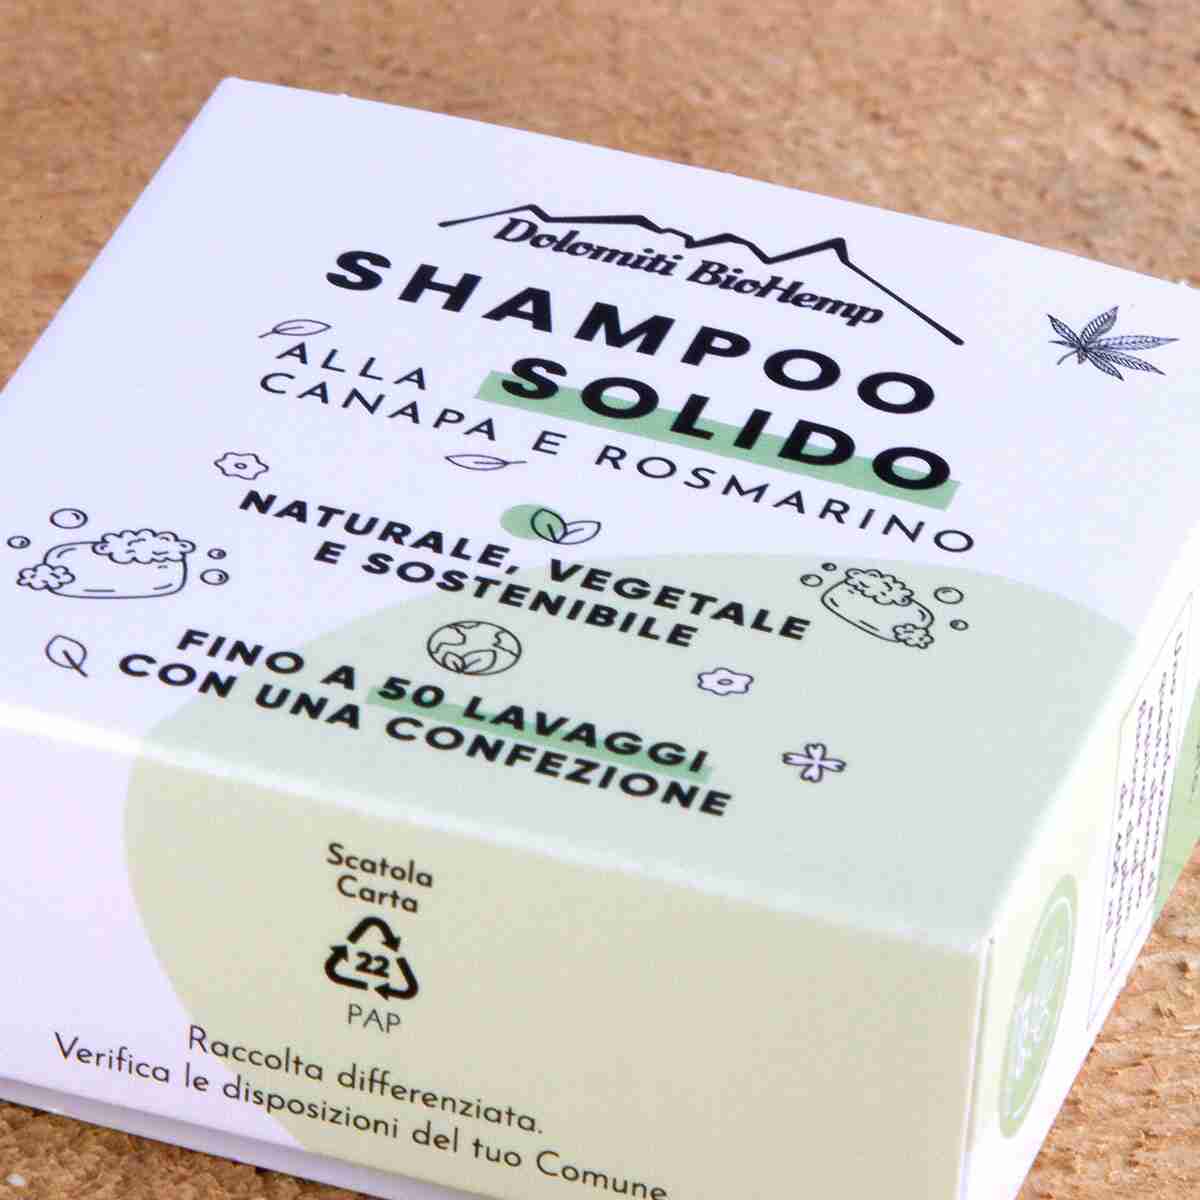 Dolomiti BioHemp
SHAMPOO
SOLIDO
ALLA
CANAPA E ROSMARINO
NATURALE, VEGETALE
E SOSTENIBILE
FINO A 50 LAVAGGI
CON UNA CONFEZIONE
Scatola
Carta
22
PAP
Raccolta differenziata.
Verifica le disposizioni del tuo Comune